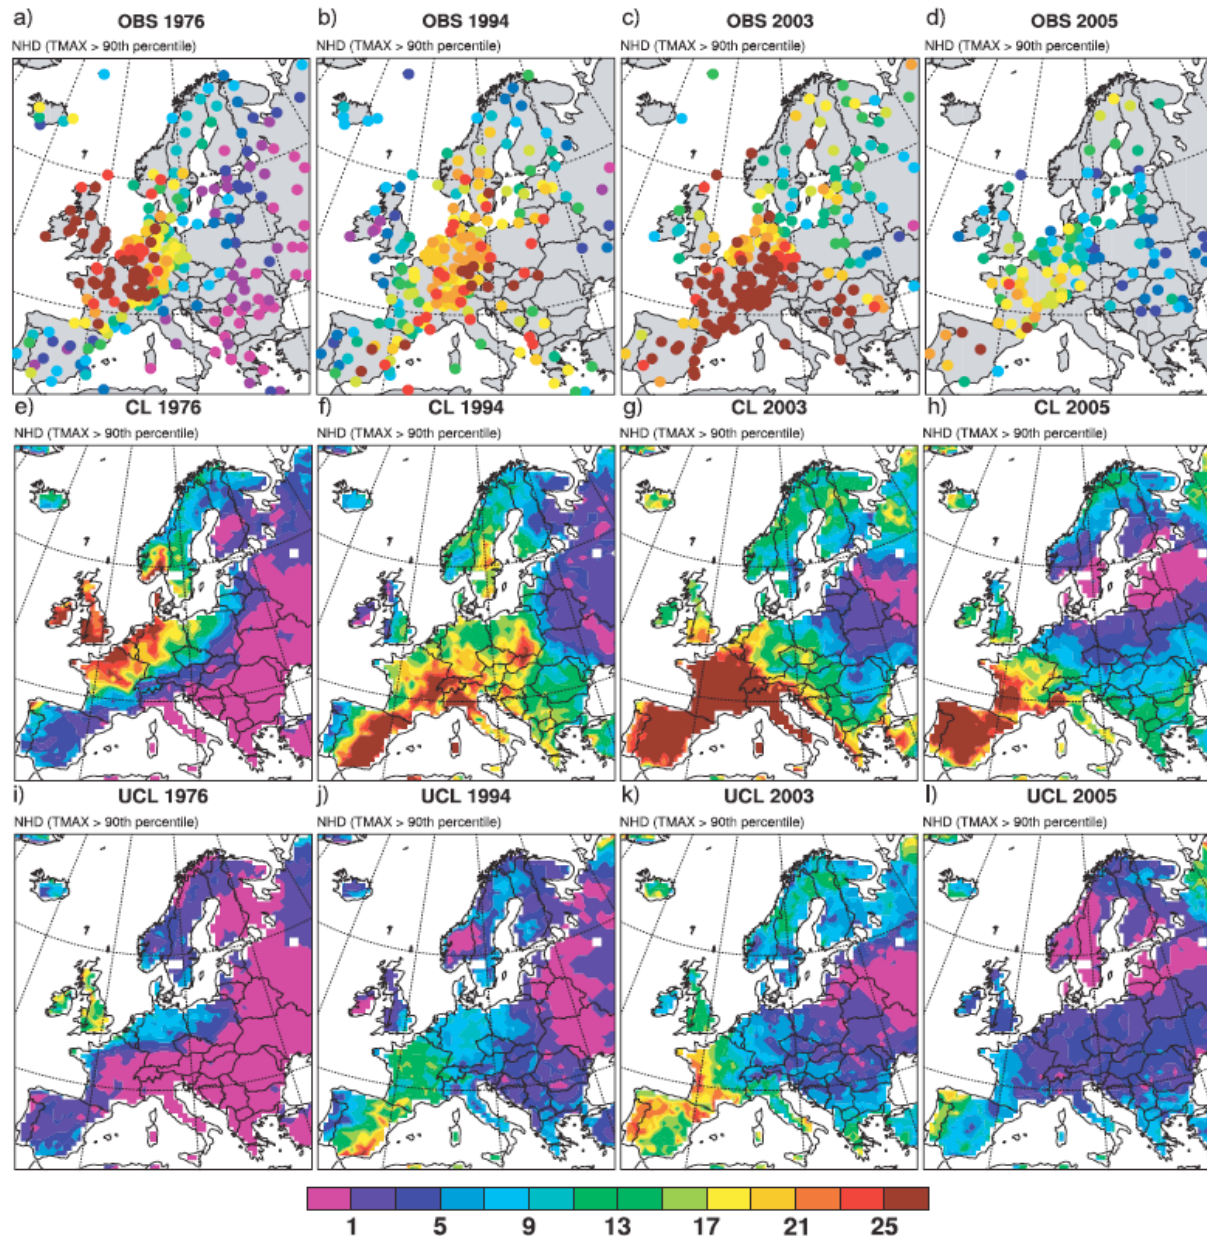 a) OBS 1976 b) OBS 1994 c) OBS 2003 d) OBS 2005
NHD (TMAX > 90th percentile) NHD (TMAX > 90th percentile) NHD (TMAX > 90th percentile) NHD (TMAX > 90th percentile)
e) CL 1976 f) CL 1994 g) CL 2003 h) CL 2005
NHD (TMAX > 90th percentile) NHD (TMAX > 90th percentile) NHD (TMAX > 90th percentile) NHD (TMAX > 90th percentile)
i) UCL 1976 j) UCL 1994 k) UCL 2003 l) UCL 2005
NHD (TMAX > 90th percentile) NHD (TMAX > 90th percentile) NHD (TMAX > 90th percentile) NHD (TMAX > 90th percentile)
1 5 9 13 17 21 25